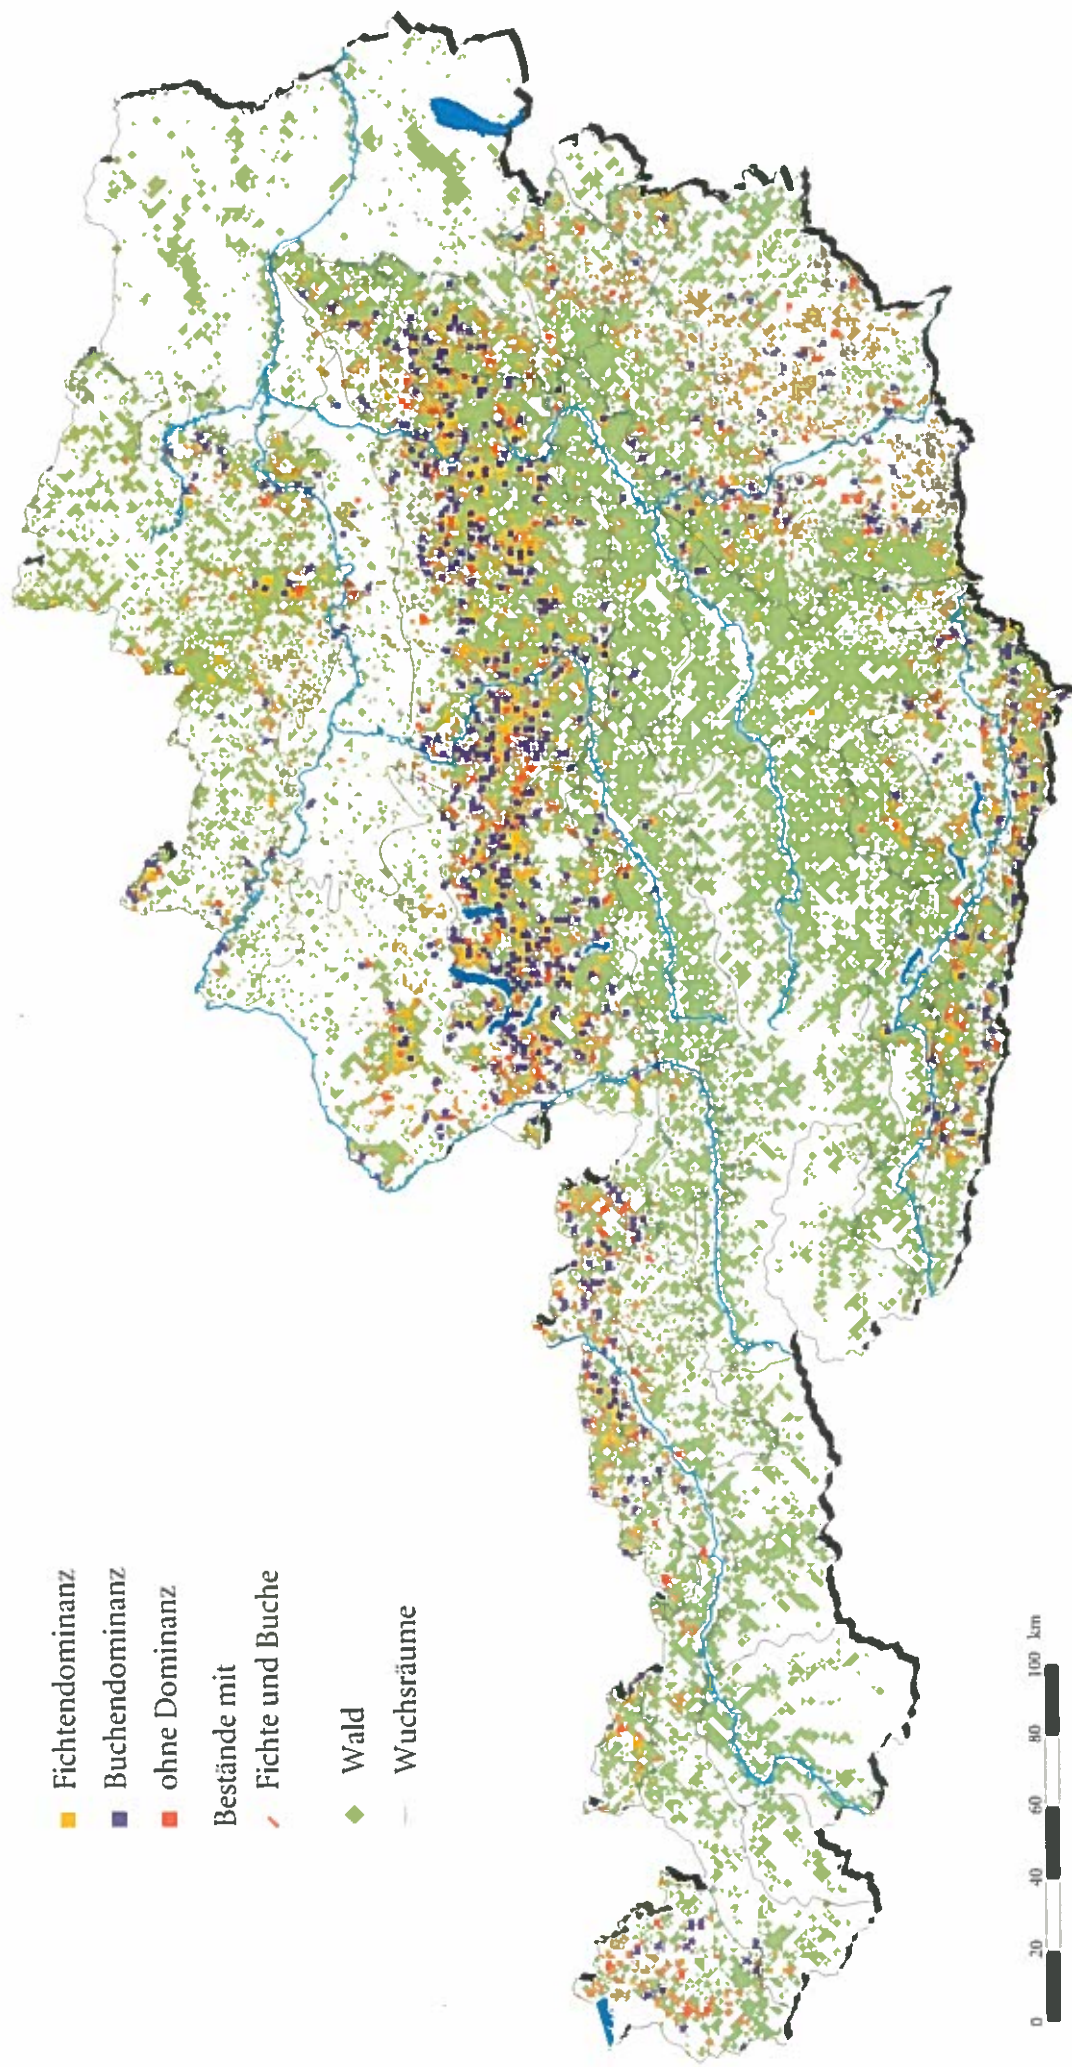 Fichtendominanz
Buchendominanz
ohne Dominanz
Bestände mit
Fichte und Buche
Wald
Wuchsräume
0 20 40 60 80 100 km